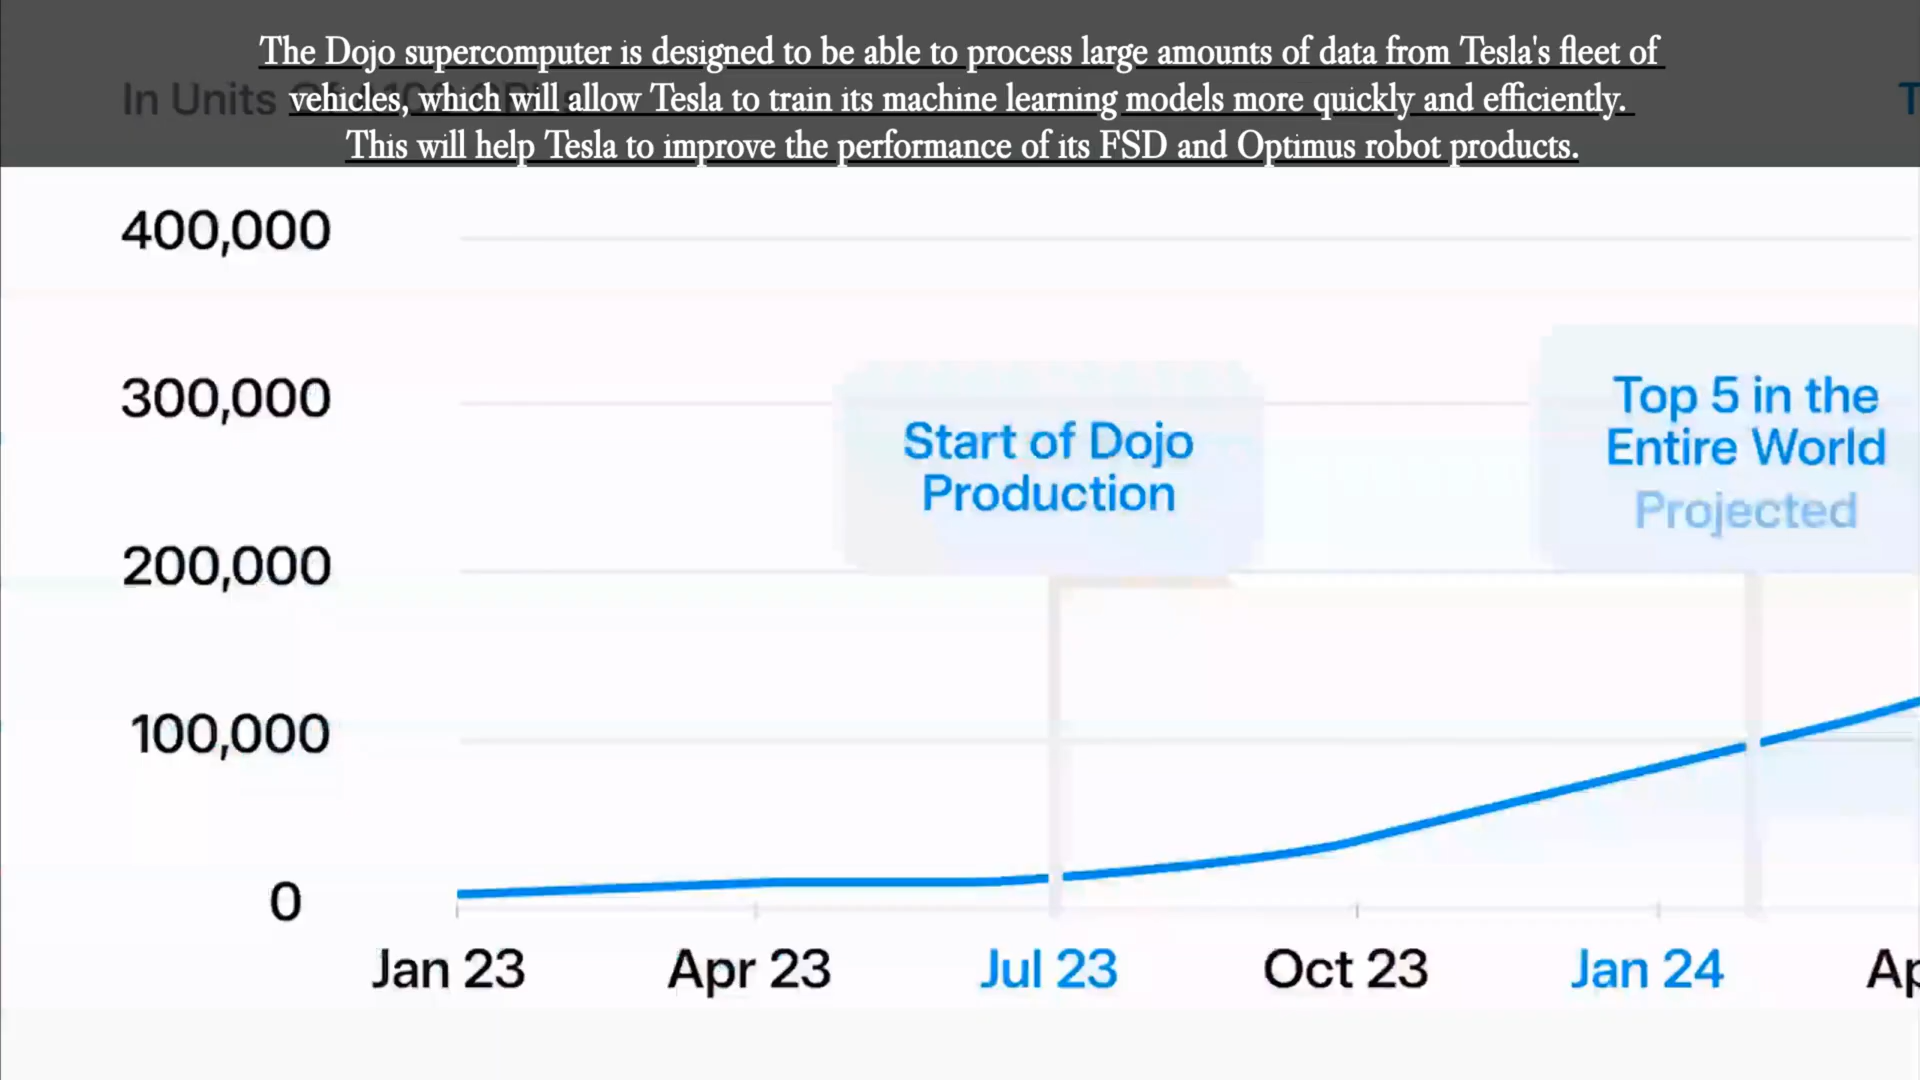 The Dojo supercomputer is designed to be able to process large amounts of data from Tesla's fleet of
vehicles, which will allow Tesla to train its machine learning models more quickly and efficiently.
This will help Tesla to improve the performance of its FSD and Optimus robot products.
In Units
400,000
300,000
200,000
100,000
0
Start of Dojo
Production
Top 5 in the
Entire World
Projected
Jan 23
Apr 23
Jul 23
Oct 23
Jan 24